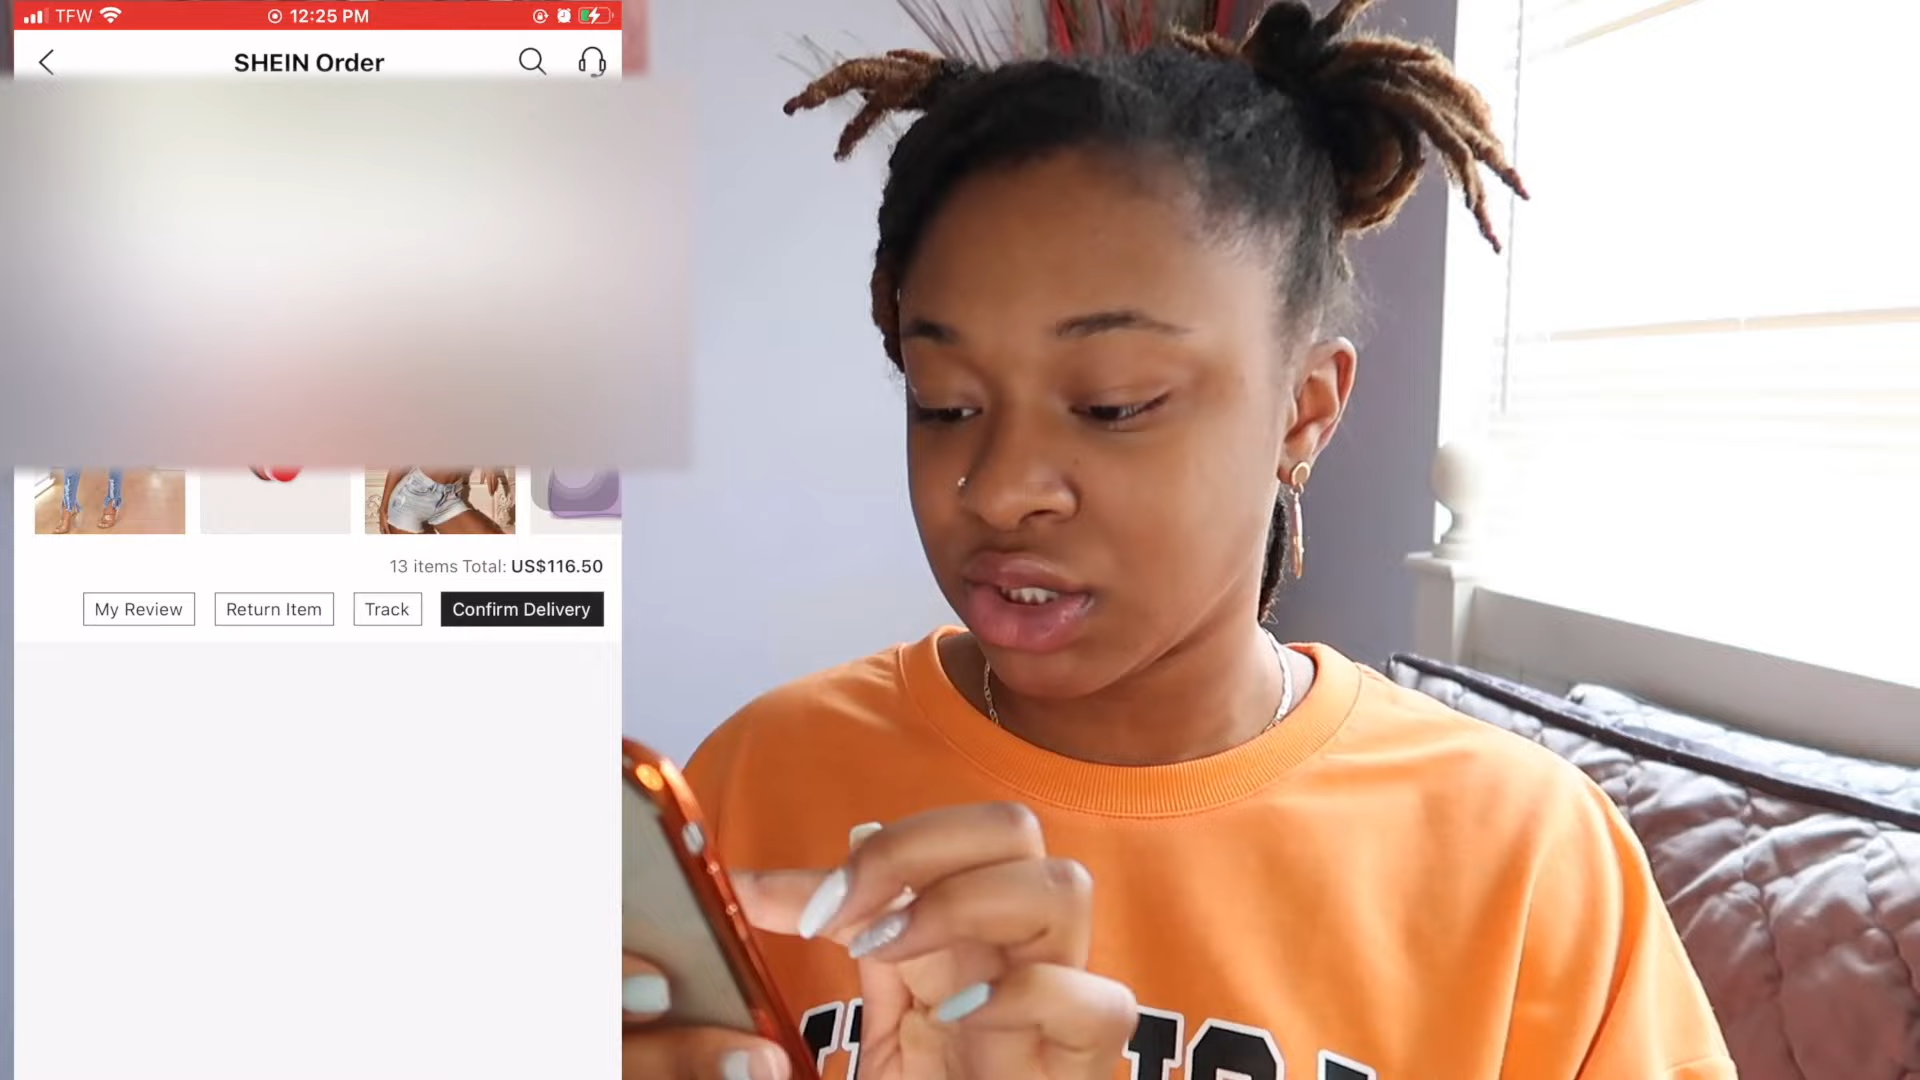 TFW 12:25 PM
SHEIN Order
13 items Total: US$116.50
My Review Return Item Track Confirm Delivery